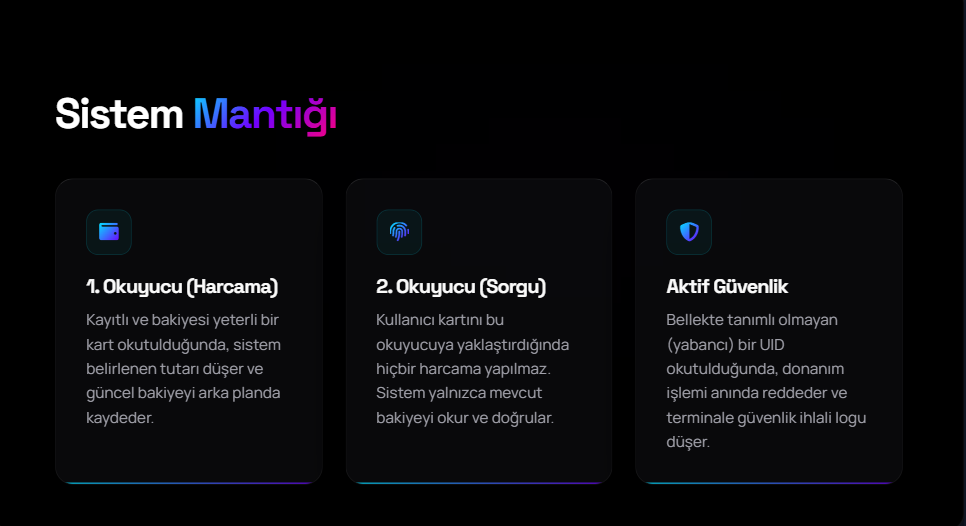 Sistem Mantığı
1. Okuyucu (Harcama)
Kayıtlı ve bakiyesi yeterli bir
kart okutulduğunda, sistem
belirlenen tutarı düşer ve
güncel bakiyeyi arka planda
kaydeder.
2. Okuyucu (Sorgu)
Kullanıcı kartını bu
okuyucuya yaklaştırdığında
hiçbir harcama yapılmaz.
Sistem yalnızca mevcut
bakiyeyi okur ve doğrular.
Aktif Güvenlik
Bellekte tanımlı olmayan
(yabancı) bir UID
okutulduğunda, donanım
işlemi anında reddeder ve
terminale güvenlik ihlali logu
düşer.